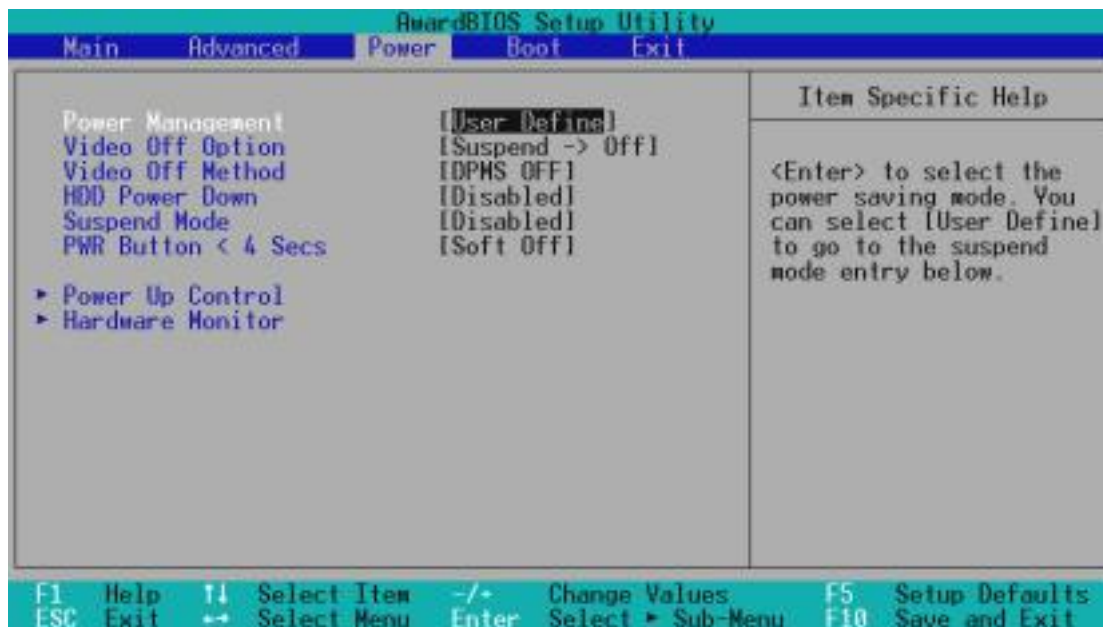 AwardBIOS Setup Utility
Main Advanced Power Boot Exit
Power Management [User Define]
Video Off Option [Suspend -> Off]
Video Off Method [DPMS OFF]
HDD Power Down [Disabled]
Suspend Mode [Disabled]
PWR Button < 4 Secs [Soft Off]
► Power Up Control
► Hardware Monitor
Item Specific Help
<Enter> to select the
power saving mode. You
can select [User Define]
to go to the suspend
mode entry below.
F1 Help ↑↓ Select Item -/+ Change Values F5 Setup Defaults
ESC Exit ←→ Select Menu Enter Select ► Sub-Menu F10 Save and Exit